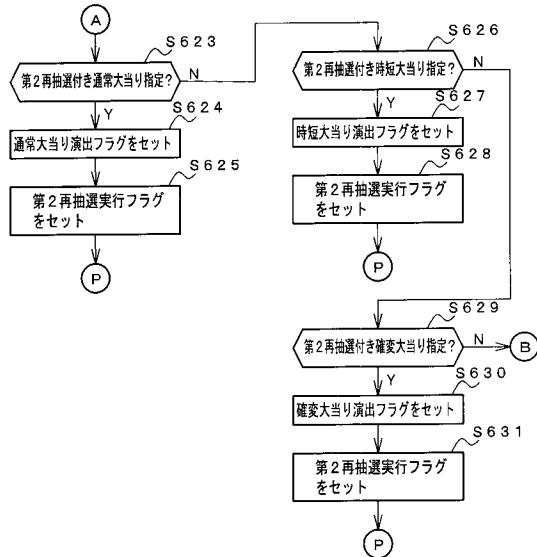 A
S623
第2再抽選付き通常大当り指定?
N
Y
S624
通常大当り演出フラグをセット
S625
第2再抽選実行フラグ
をセット
P
S626
第2再抽選付き時短大当り指定?
N
Y
S627
時短大当り演出フラグをセット
S628
第2再抽選実行フラグ
をセット
P
S629
第2再抽選付き確変大当り指定?
N
B
Y
S630
確変大当り演出フラグをセット
S631
第2再抽選実行フラグ
をセット
P